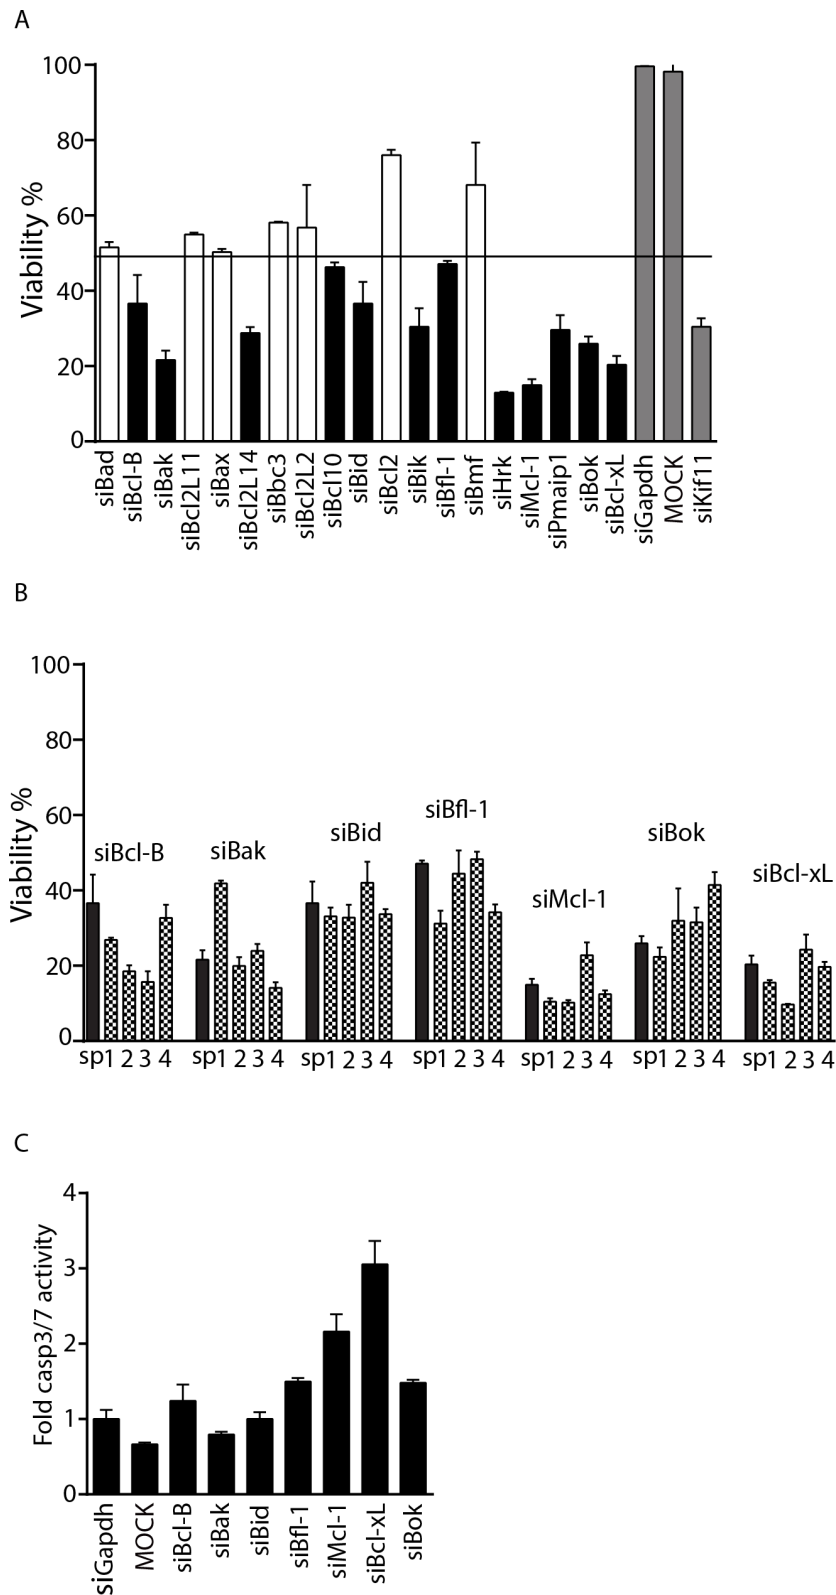 A
Viability %
100
80
60
40
20
0
siBad
siBcl-B
siBak
siBcl2L11
siBax
siBcl2L14
siBbc3
siBcl2L2
siBcl10
siBid
siBcl2
siBik
siBfl-1
siBmf
siHrk
siMcl-1
siPmaip1
siBok
siBcl-xL
siGapdh
MOCK
siKif11
B
Viability %
100
80
60
40
20
0
siBcl-B
siBak
siBid
siBfl-1
siMcl-1
siBok
siBcl-xL
sp1 2 3 4 sp1 2 3 4 sp1 2 3 4 sp1 2 3 4 sp1 2 3 4 sp1 2 3 4 sp1 2 3 4
C
Fold casp3/7 activity
4
3
2
1
0
siGapdh
MOCK
siBcl-B
siBak
siBid
siBfl-1
siMcl-1
siBcl-xL
siBok